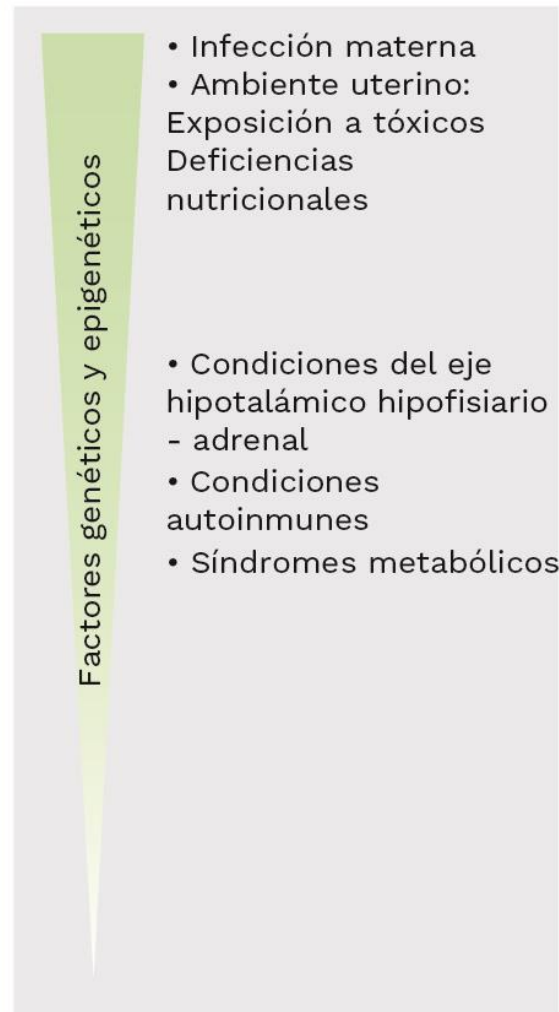 • Infección materna
• Ambiente uterino:
Exposición a tóxicos
Deficiencias
nutricionales
Factores genéticos y epigenéticos
• Condiciones del eje
hipotalámico hipofisiario
- adrenal
• Condiciones
autoinmunes
• Síndromes metabólicos